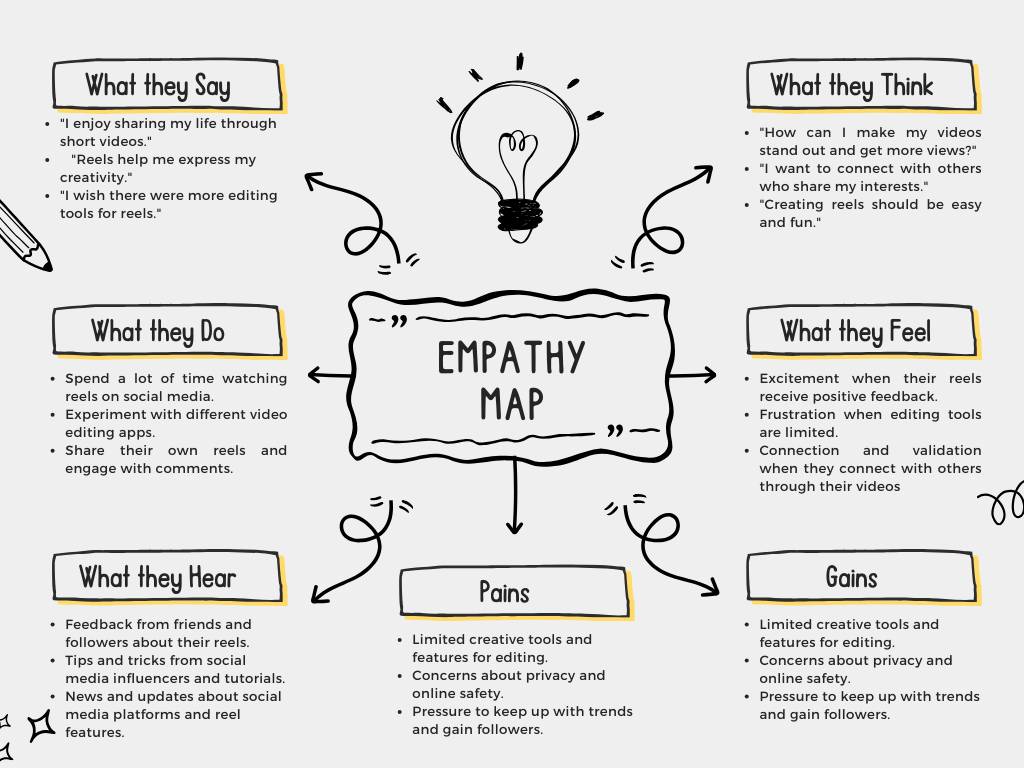 What they Say
• "I enjoy sharing my life through
short videos."
• "Reels help me express my
creativity."
• "I wish there were more editing
tools for reels."
What they Think
• "How can I make my videos
stand out and get more views?"
• "I want to connect with others
who share my interests."
• "Creating reels should be easy
and fun."
EMPATHY
MAP
What they Do
• Spend a lot of time watching
reels on social media.
• Experiment with different video
editing apps.
• Share their own reels and
engage with comments.
What they Feel
• Excitement when their reels
receive positive feedback.
• Frustration when editing tools
are limited.
• Connection and validation
when they connect with others
through their videos
What they Hear
• Feedback from friends and
followers about their reels.
• Tips and tricks from social
media influencers and tutorials.
• News and updates about social
media platforms and reel
features.
Pains
• Limited creative tools and
features for editing.
• Concerns about privacy and
online safety.
• Pressure to keep up with trends
and gain followers.
Gains
• Limited creative tools and
features for editing.
• Concerns about privacy and
online safety.
• Pressure to keep up with trends
and gain followers.